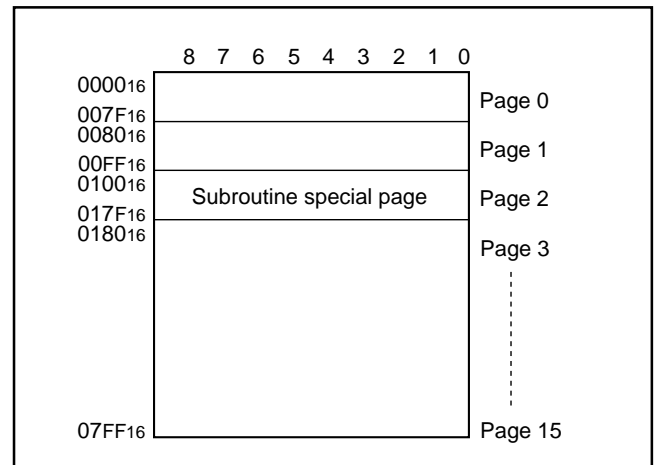 8 7 6 5 4 3 2 1 0
0000₁₆
Page 0
007F₁₆
0080₁₆
Page 1
00FF₁₆
0100₁₆
Subroutine special page
Page 2
017F₁₆
0180₁₆
Page 3
07FF₁₆
Page 15